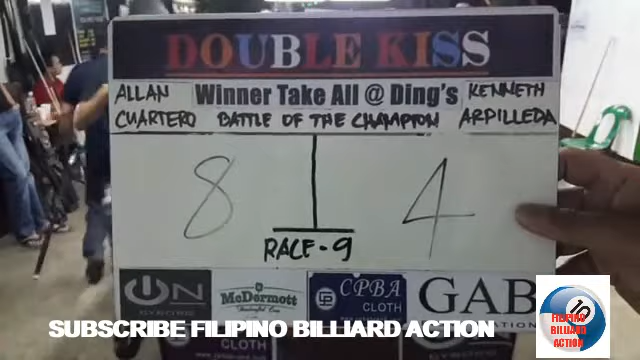 DOUBLE KISS
ALLAN Winner Take All @ Ding's KENNETH
CUARTERO BATTLE OF THE CHAMPION ARPILLEDA
8 4
RACE - 9
ON McDermott CPBA GAB
CLOTH
SUBSCRIBE FILIPINO BILLIARD ACTION
FILIPINO
BILLIARD
ACTION